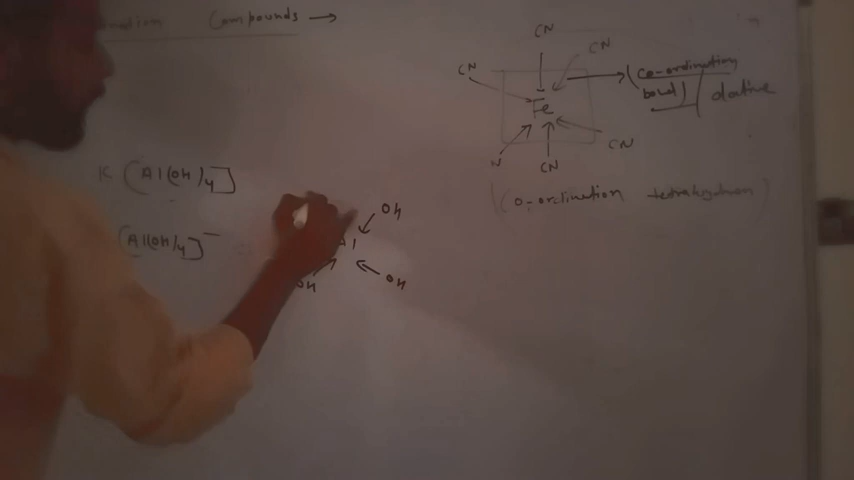 Compounds →
CN
CN
CN
Fe
(Co-ordination
bond)
dative
N
CN
CN
K [Al(OH)4]
[Al(OH)4]⁻
OH
Al
OH
OH
(Co-ordination tetrahedron)